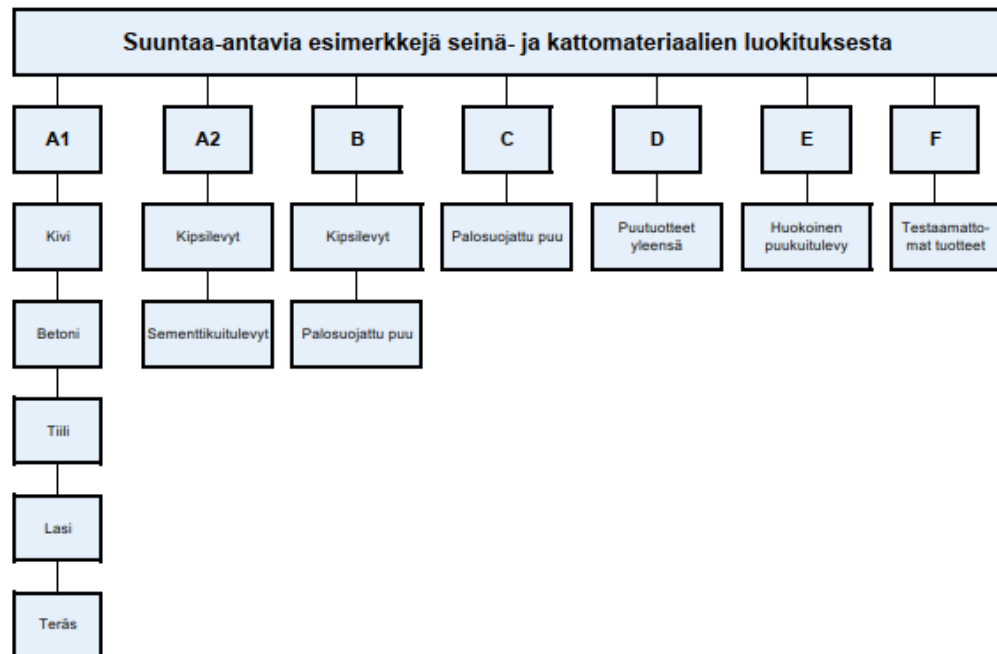 Suuntaa-antavia esimerkkejä seinä- ja kattomateriaalien luokituksesta
A1
A2
B
C
D
E
F
Kivi
Kipsilevyt
Kipsilevyt
Palosuojattu puu
Puutuotteet
yleensä
Huokoinen
puukuitulevy
Testaamatto-
mat tuotteet
Betoni
Sementtikuitulevyt
Palosuojattu puu
Tiili
Lasi
Teräs